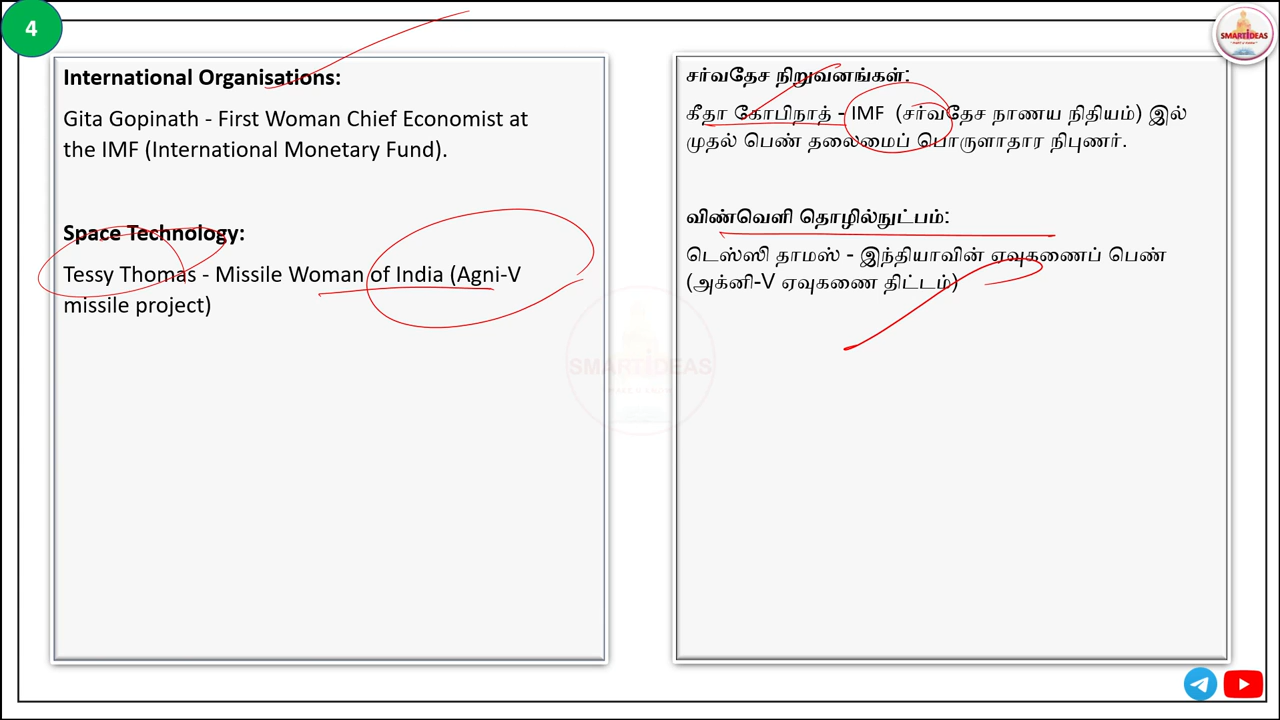 4
SMARTIDEAS
International Organisations:
Gita Gopinath - First Woman Chief Economist at
the IMF (International Monetary Fund).
Space Technology:
Tessy Thomas - Missile Woman of India (Agni-V
missile project)
சர்வதேச நிறுவனங்கள்:
கீதா கோபிநாத் - IMF (சர்வதேச நாணய நிதியம்) இல்
முதல் பெண் தலைமைப் பொருளாதார நிபுணர்.
விண்வெளி தொழில்நுட்பம்:
டெஸ்ஸி தாமஸ் - இந்தியாவின் ஏவுகணைப் பெண்
(அக்னி-V ஏவுகணை திட்டம்)
SMARTIDEAS